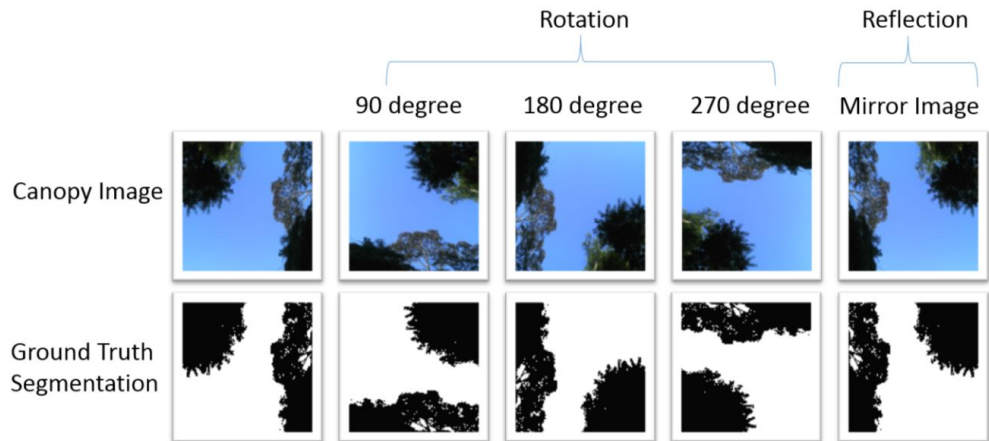 Rotation
Reflection
90 degree
180 degree
270 degree
Mirror Image
Canopy Image
Ground Truth
Segmentation